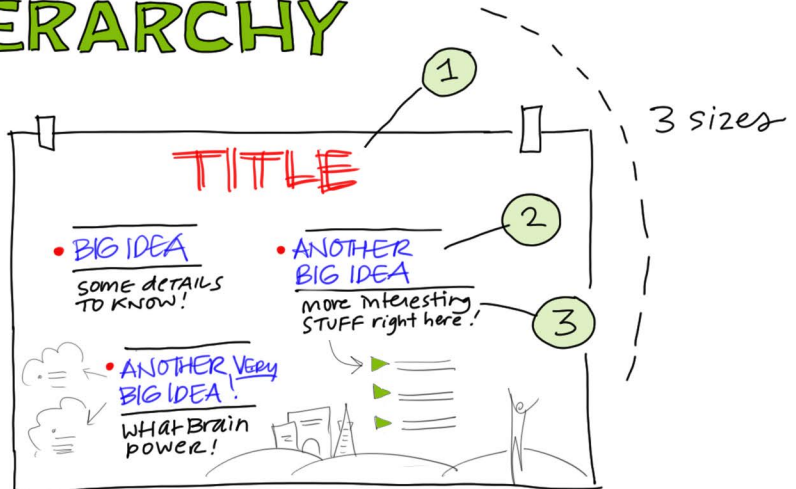 ERARCHY
1
3 sizes
TITLE
2
• BIG IDEA
SOME deTAILS
TO KNOW!
• ANOTHER
BIG IDEA
more interesting
STUFF right here!
3
• ANOTHER VERY
BIG IDEA!
WHAt BRain
power!